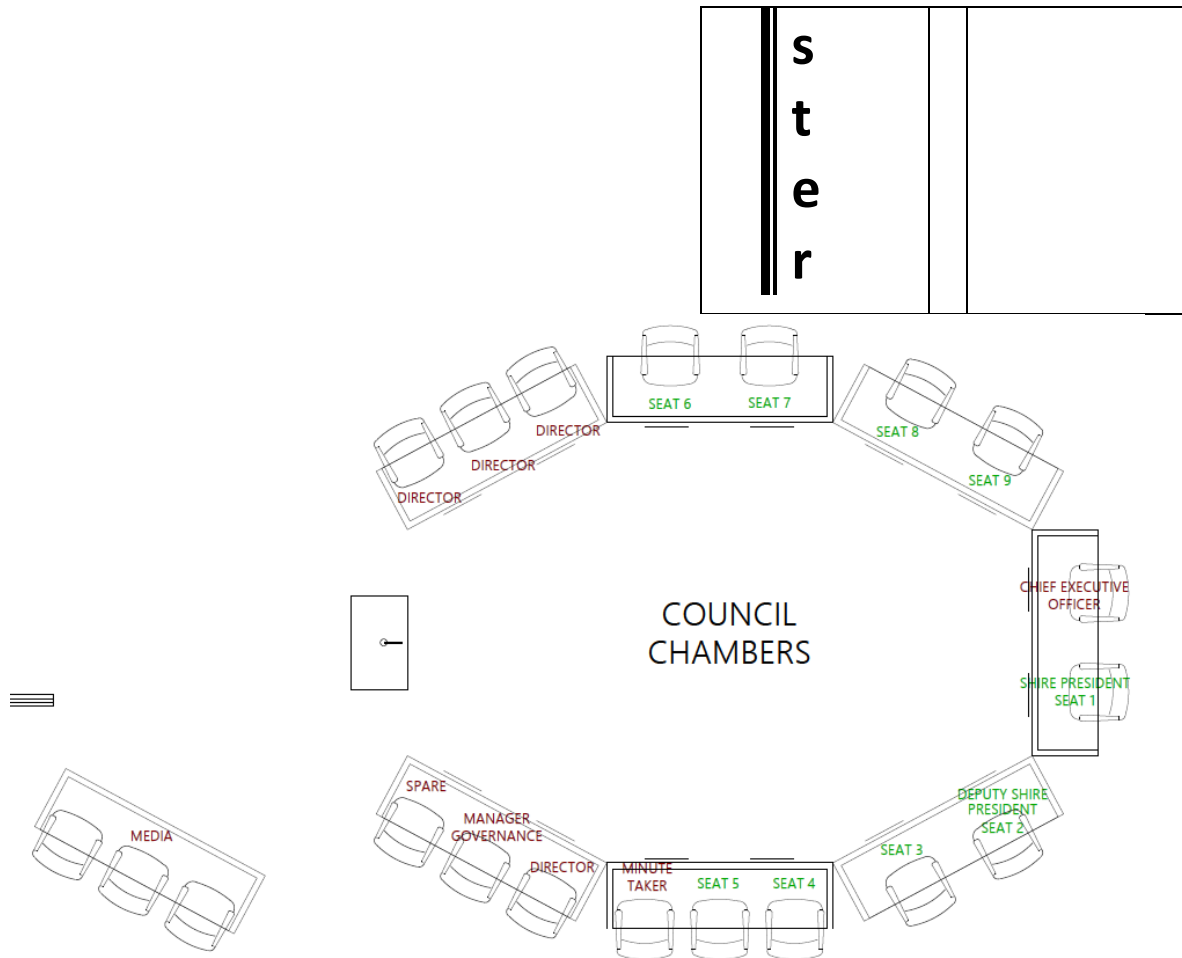 s
t
e
r
SEAT 6
SEAT 7
DIRECTOR
SEAT 8
DIRECTOR
SEAT 9
DIRECTOR
CHIEF EXECUTIVE
OFFICER
COUNCIL
CHAMBERS
SHIRE PRESIDENT
SEAT 1
SPARE
DEPUTY SHIRE
PRESIDENT
SEAT 2
MANAGER
GOVERNANCE
MEDIA
SEAT 3
DIRECTOR
MINUTE
TAKER
SEAT 5
SEAT 4